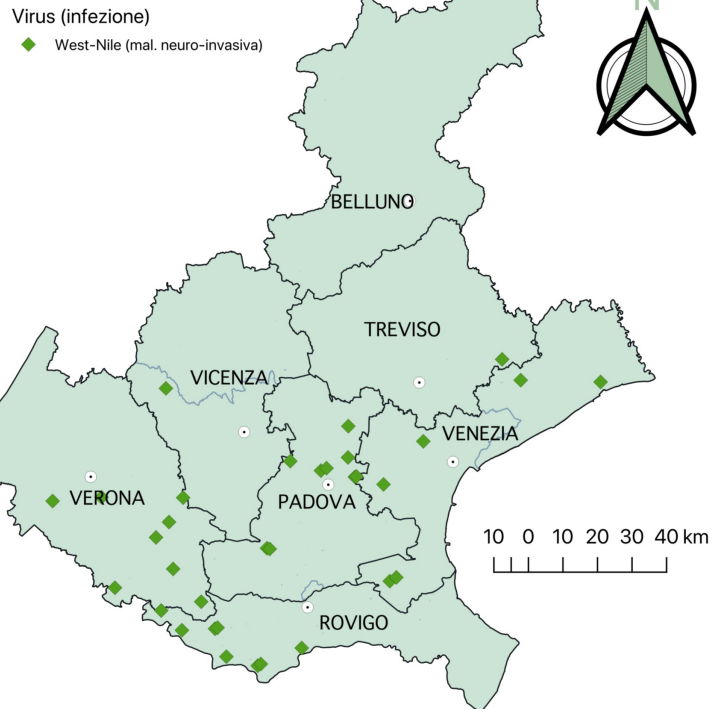 Virus (infezione)
West-Nile (mal. neuro-invasiva)
N
BELLUNO
TREVISO
VICENZA
VENEZIA
VERONA
PADOVA
10 0 10 20 30 40 km
ROVIGO